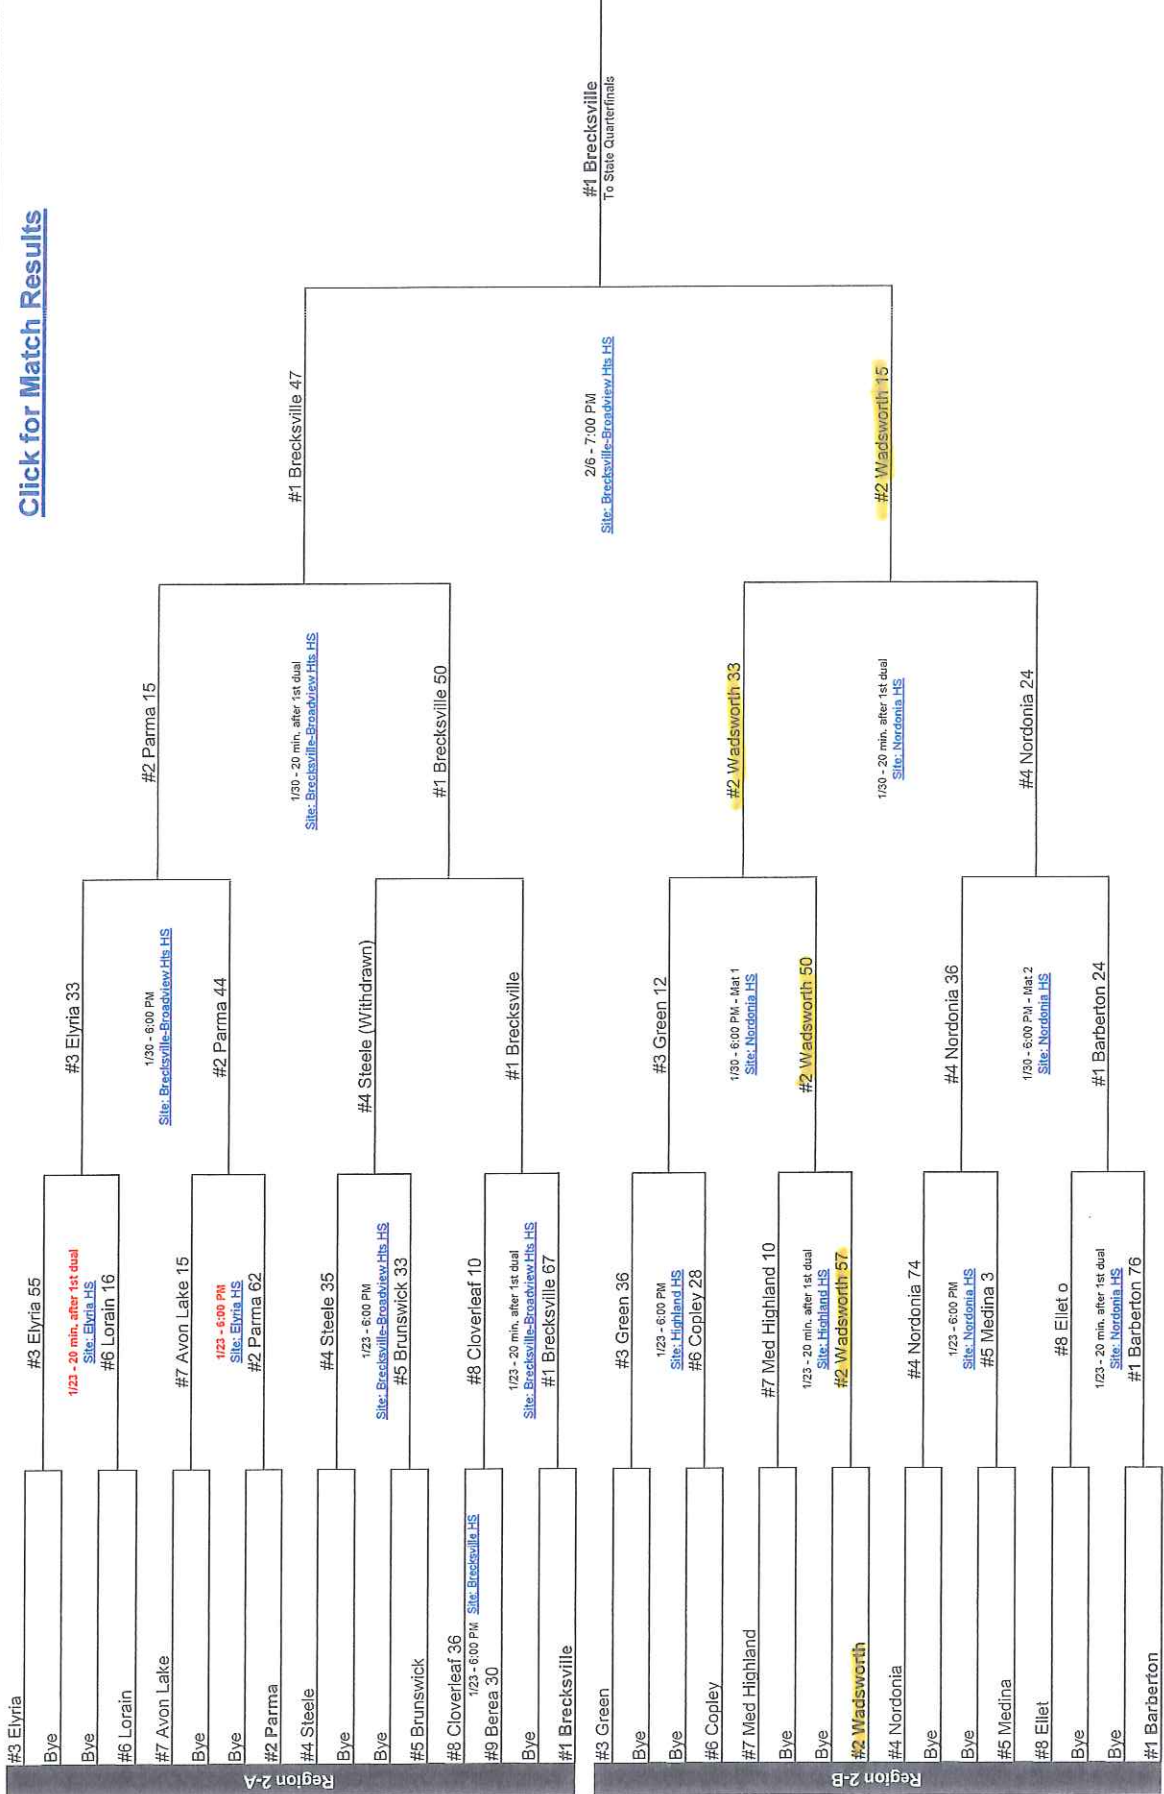 Click for Match Results
Region 2-A
#3 Elyria
Bye
Bye
#6 Lorain
#7 Avon Lake
Bye
Bye
#2 Parma
#4 Steele
Bye
Bye
#5 Brunswick
#8 Cloverleaf 36
1/23 - 6:00 PM Site: Brecksville HS
#9 Berea 30
Bye
#1 Brecksville
Region 2-B
#3 Green
Bye
Bye
#6 Copley
#7 Med Highland
Bye
Bye
#2 Wadsworth
#4 Nordonia
Bye
Bye
#5 Medina
#8 Ellet
Bye
Bye
#1 Barberton
#3 Elyria 55
1/23 - 20 min. after 1st dual
Site: Elyria HS
#6 Lorain 16
#7 Avon Lake 15
1/23 - 6:00 PM
Site: Elyria HS
#2 Parma 62
#4 Steele 35
1/23 - 6:00 PM
Site: Brecksville-Broadview Hts HS
#5 Brunswick 33
#8 Cloverleaf 10
1/23 - 20 min. after 1st dual
Site: Brecksville-Broadview Hts HS
#1 Brecksville 67
#3 Green 36
1/23 - 6:00 PM
Site: Highland HS
#6 Copley 28
#7 Med Highland 10
1/23 - 20 min. after 1st dual
Site: Highland HS
#2 Wadsworth 57
#4 Nordonia 74
1/23 - 6:00 PM
Site: Nordonia HS
#5 Medina 3
#8 Ellet o
1/23 - 20 min. after 1st dual
Site: Nordonia HS
#1 Barberton 76
#3 Elyria 33
1/30 - 6:00 PM
Site: Brecksville-Broadview Hts HS
#2 Parma 44
#4 Steele (Withdrawn)
#1 Brecksville
#3 Green 12
1/30 - 6:00 PM - Mat 1
Site: Nordonia HS
#2 Wadsworth 50
#4 Nordonia 36
1/30 - 6:00 PM - Mat 2
Site: Nordonia HS
#1 Barberton 24
#2 Parma 15
1/30 - 20 min. after 1st dual
Site: Brecksville-Broadview Hts HS
#1 Brecksville 50
#2 Wadsworth 33
1/30 - 20 min. after 1st dual
Site: Nordonia HS
#4 Nordonia 24
#1 Brecksville 47
2/6 - 7:00 PM
Site: Brecksville-Broadview Hts HS
#2 Wadsworth 15
#1 Brecksville
To State Quarterfinals